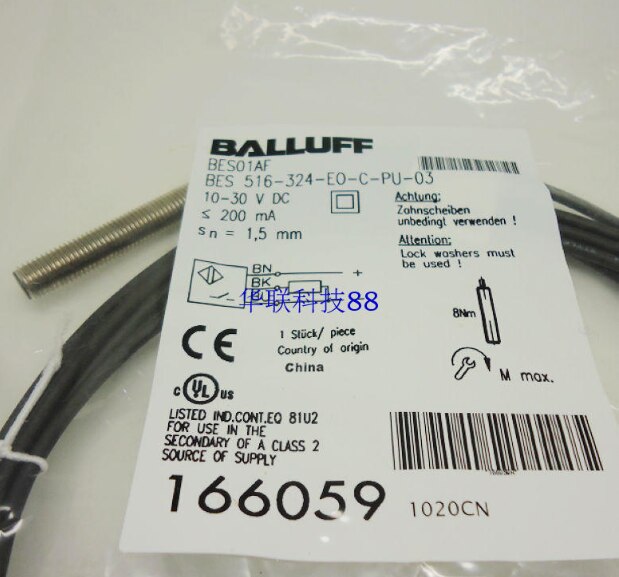 BALLUFF
BES01AF
BES 516-324-E0-C-PU-03
10-30 V DC
≤ 200 mA
sn = 1,5 mm
Achtung:
Zahnscheiben
unbedingt verwenden !
Attention:
Lock washers must
be used !
BN
+
BK
BU
华联科技88
8Nm
M max.
CE
1 Stück/ piece
Country of origin
China
c UL us
LISTED IND.CONT.EQ 81U2
FOR USE IN THE
SECONDARY OF A CLASS 2
SOURCE OF SUPPLY
166059
1020CN